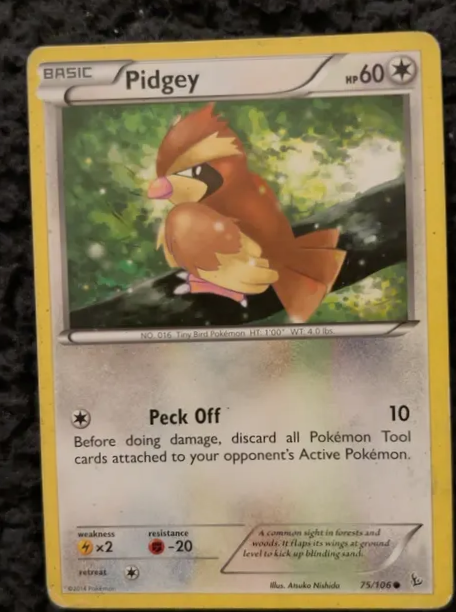 BASIC Pidgey HP60
NO. 016 Tiny Bird Pokémon HT: 1'00" WT: 4.0 lbs.
Peck Off 10
Before doing damage, discard all Pokémon Tool
cards attached to your opponent's Active Pokémon.
weakness resistance
×2 -20
retreat
A common sight in forests and
woods. It flaps its wings at ground
level to kick up blinding sand.
©2014 Pokémon
Illus. Atsuko Nishida 75/106